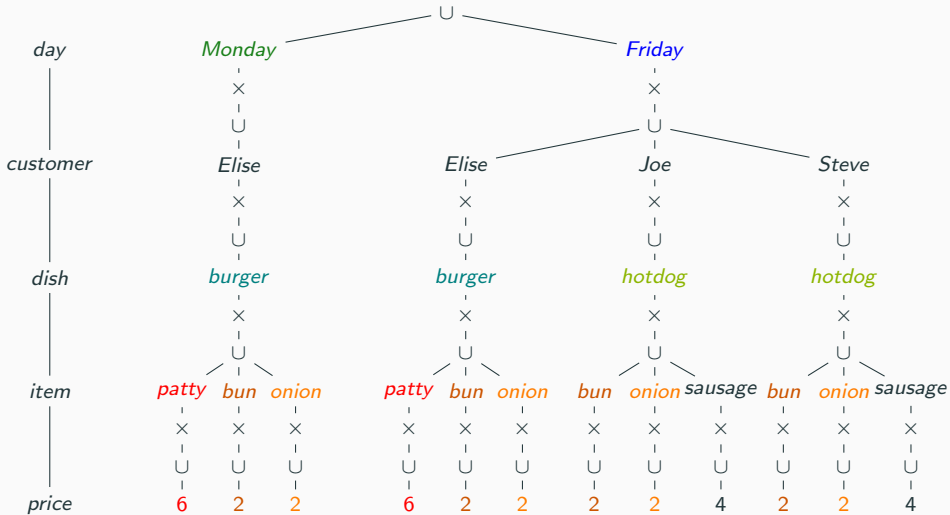 ∪
day Monday Friday
× ×
∪ ∪
customer Elise Elise Joe Steve
× × × ×
∪ ∪ ∪ ∪
dish burger burger hotdog hotdog
× × × ×
∪ ∪ ∪ ∪
item patty bun onion patty bun onion bun onion sausage bun onion sausage
× × × × × × × × × × × ×
∪ ∪ ∪ ∪ ∪ ∪ ∪ ∪ ∪ ∪ ∪ ∪
price 6 2 2 6 2 2 2 2 4 2 2 4